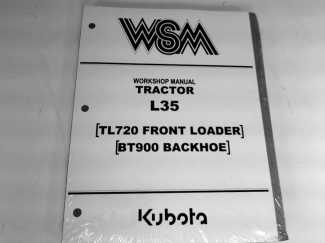 WSM
WORKSHOP MANUAL
TRACTOR
L35
[TL720 FRONT LOADER]
[BT900 BACKHOE]
Kubota